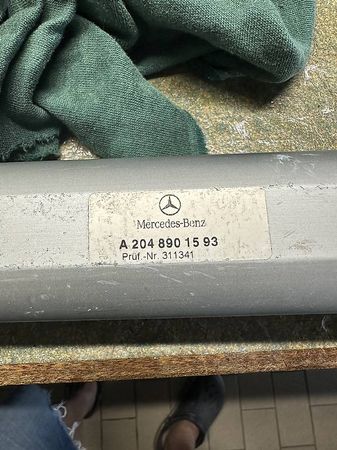 Mercedes-Benz
A 204 890 15 93
Prüf.-Nr. 311341